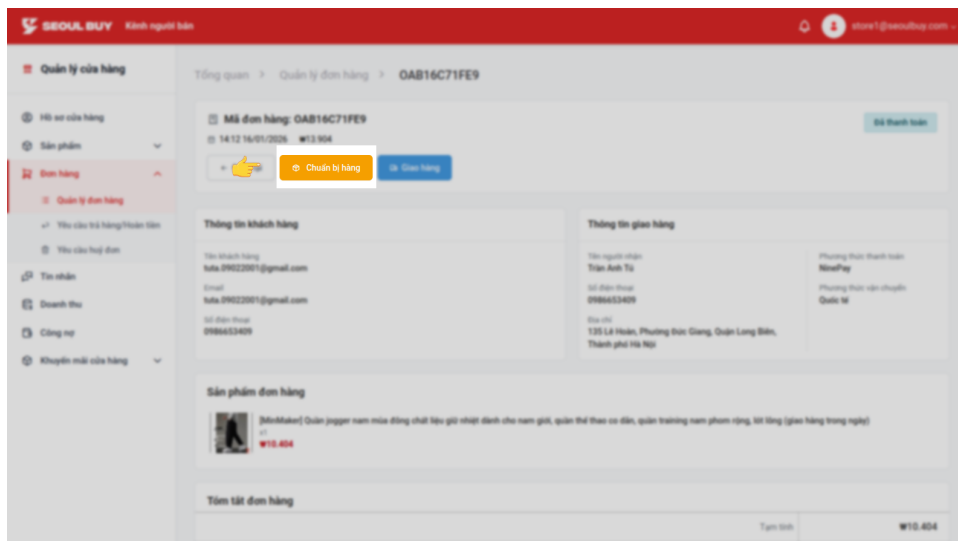 SEOUL BUY Kênh người bán
store1@seoulbuy.com
Quản lý cửa hàng
Tổng quan > Quản lý đơn hàng > OAB16C71FE9
Hồ sơ cửa hàng
Sản phẩm
Đơn hàng
Quản lý đơn hàng
Yêu cầu trả hàng/Hoàn tiền
Yêu cầu huỷ đơn
Tin nhắn
Doanh thu
Công nợ
Khuyến mãi cửa hàng
Mã đơn hàng: OAB16C71FE9
Đã thanh toán
14:12 16/01/2026 ₩13.904
Chuẩn bị hàng
Giao hàng
Thông tin khách hàng
Tên khách hàng
tuta.09022001@gmail.com
Email
tuta.09022001@gmail.com
Số điện thoại
0986653409
Thông tin giao hàng
Tên người nhận
Trần Anh Tú
Số điện thoại
0986653409
Địa chỉ
135 Lê Hoàn, Phường Đức Giang, Quận Long Biên,
Thành phố Hà Nội
Phương thức thanh toán
NinePay
Phương thức vận chuyển
Quốc tế
Sản phẩm đơn hàng
[MinMaker] Quần jogger nam mùa đông chất liệu giữ nhiệt dành cho nam giới, quần thể thao co dãn, quần training nam phom rộng, lót lông (giao hàng trong ngày)
x1
₩10.404
Tóm tắt đơn hàng
Tạm tính ₩10.404